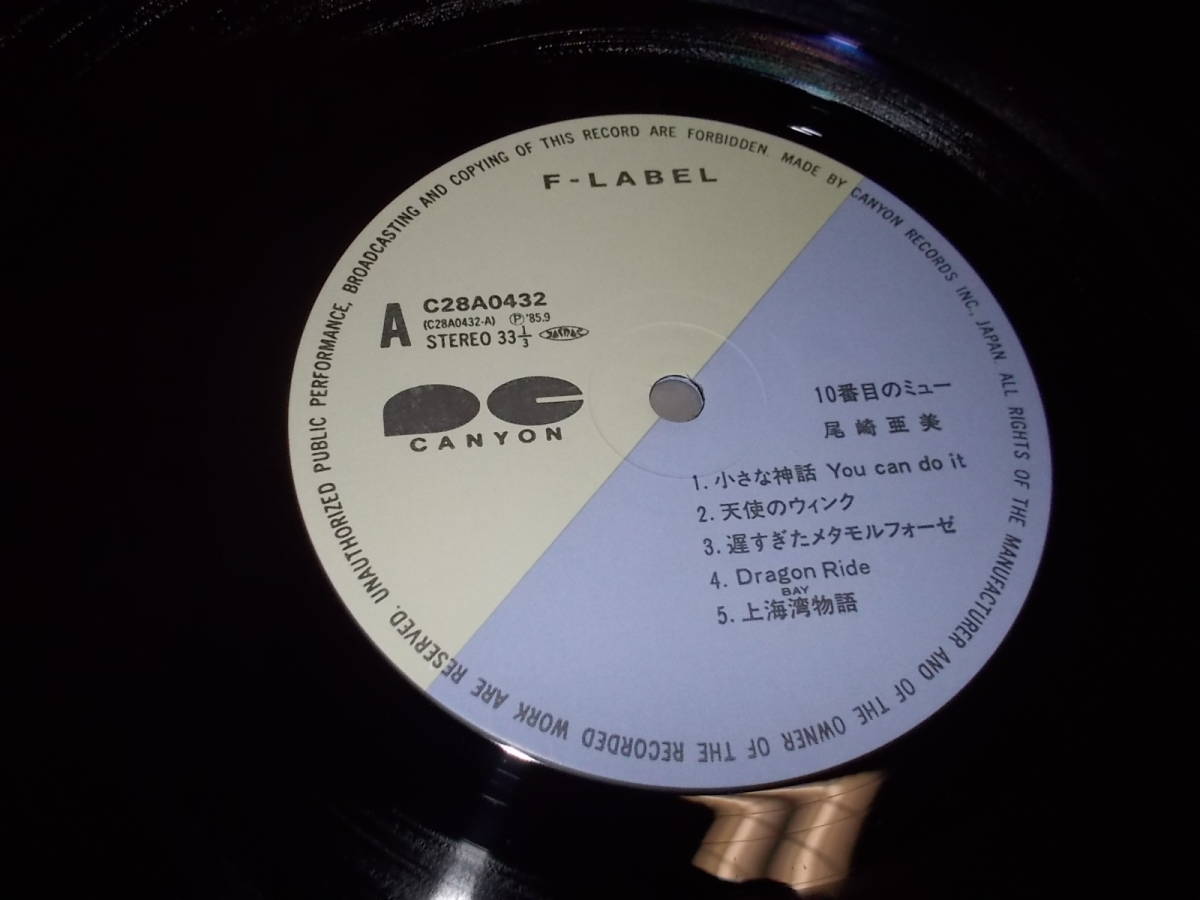 UNAUTHORIZED PUBLIC PERFORMANCE, BROADCASTING AND COPYING OF THIS RECORD ARE FORBIDDEN. MADE BY CANYON RECORDS INC., JAPAN ALL RIGHTS OF THE MANUFACTURER AND OF THE OWNER OF THE RECORDED WORK ARE RESERVED.
F-LABEL
A
C28A0432
(C28A0432-A) Ⓟ'85.9
STEREO 33 1/3 JASRAC
CANYON
10番目のミュー
尾崎亜美
1. 小さな神話 You can do it
2. 天使のウィンク
3. 遅すぎたメタモルフォーゼ
4. Dragon Ride
BAY
5. 上海湾物語